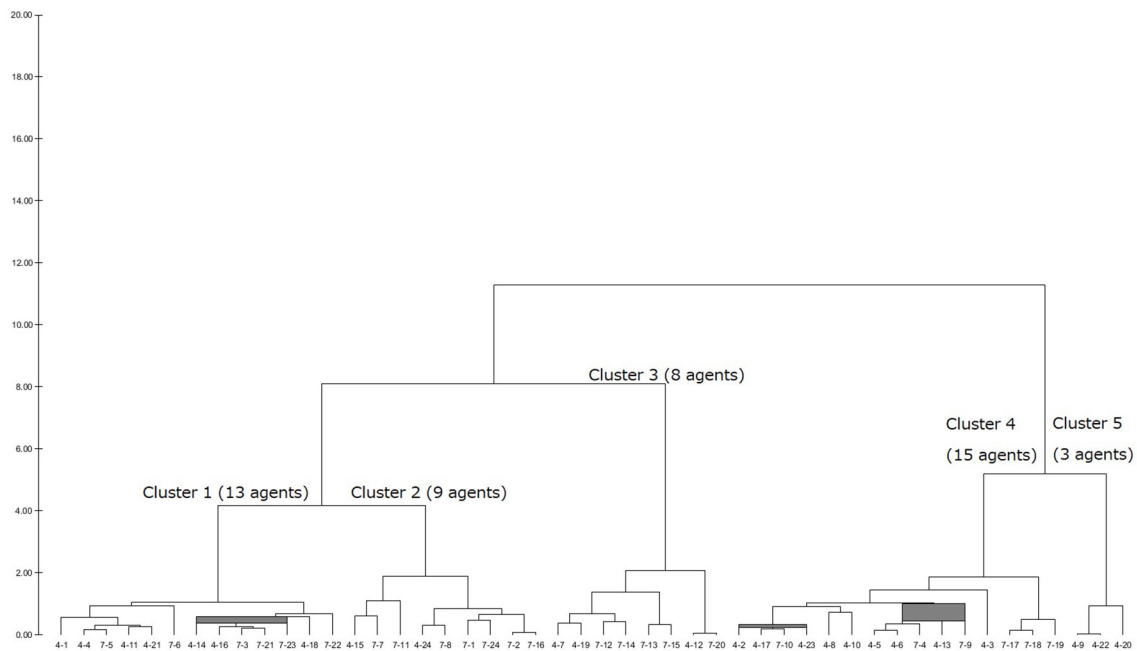 20.00
18.00
16.00
14.00
12.00
10.00
8.00
6.00
4.00
2.00
0.00
Cluster 3 (8 agents)
Cluster 4
(15 agents)
Cluster 5
(3 agents)
Cluster 1 (13 agents)
Cluster 2 (9 agents)
4-1 4-4 7-5 4-11 4-21 7-6 4-14 4-16 7-3 7-21 7-23 4-18 7-22 4-15 7-7 7-11 4-24 7-8 7-1 7-24 7-2 7-16 4-7 4-19 7-12 7-14 7-13 7-15 4-12 7-20 4-2 4-17 7-10 4-23 4-8 4-10 4-5 4-6 7-4 4-13 7-9 4-3 7-17 7-18 7-19 4-9 4-22 4-20